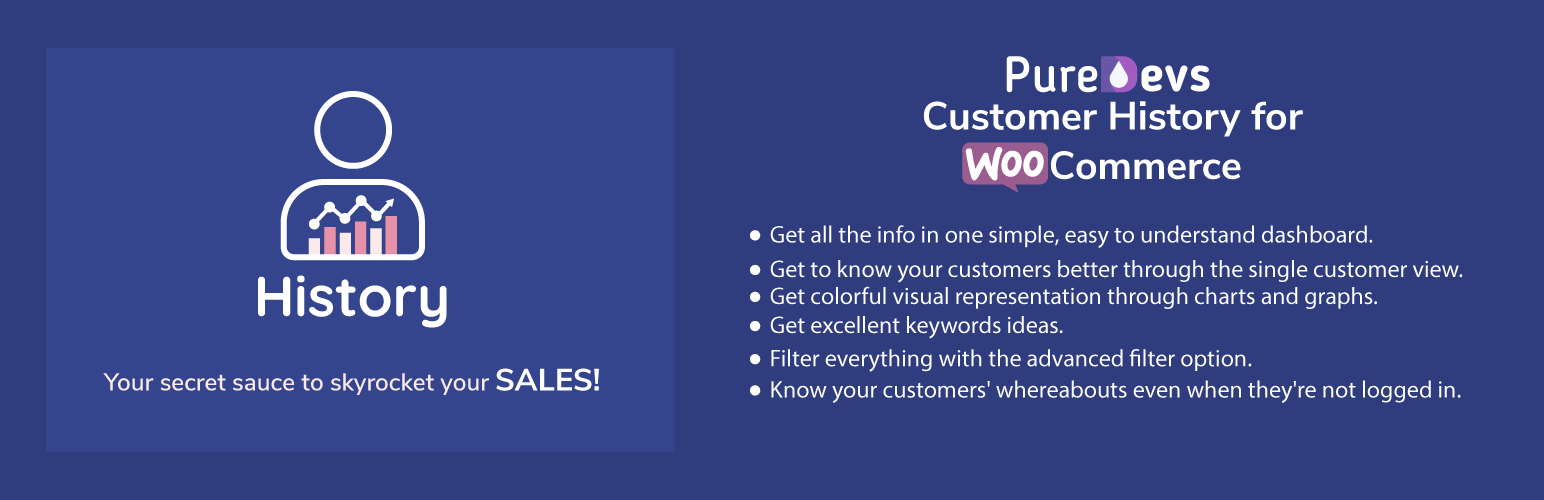 History
Your secret sauce to skyrocket your SALES!
PureDevs
Customer History for
WooCommerce
• Get all the info in one simple, easy to understand dashboard.
• Get to know your customers better through the single customer view.
• Get colorful visual representation through charts and graphs.
• Get excellent keywords ideas.
• Filter everything with the advanced filter option.
• Know your customers' whereabouts even when they're not logged in.